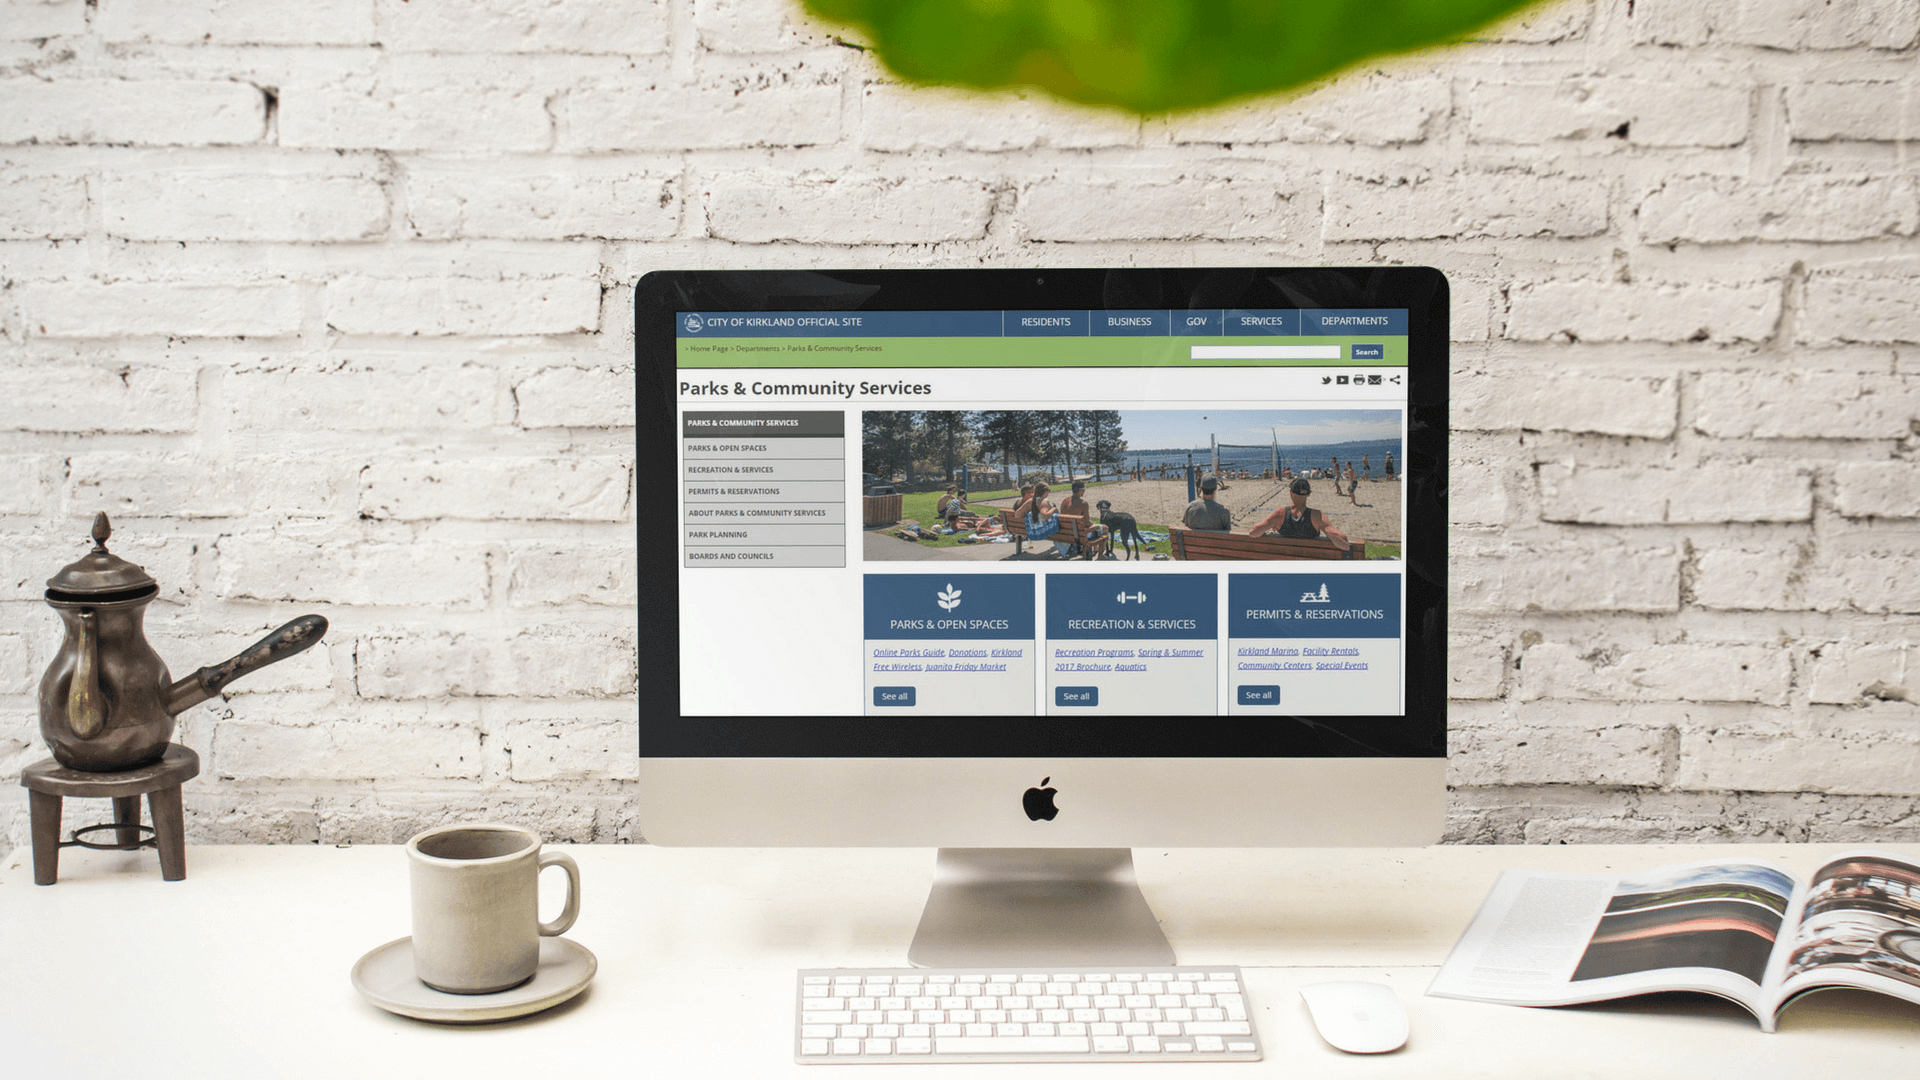 CITY OF KIRKLAND OFFICIAL SITE
RESIDENTS
BUSINESS
GOV
SERVICES
DEPARTMENTS
> Home Page > Departments > Parks & Community Services
Search
Parks & Community Services
PARKS & COMMUNITY SERVICES
PARKS & OPEN SPACES
RECREATION & SERVICES
PERMITS & RESERVATIONS
ABOUT PARKS & COMMUNITY SERVICES
PARK PLANNING
BOARDS AND COUNCILS
PARKS & OPEN SPACES
Online Parks Guide, Donations, Kirkland
Free Wireless, Juanita Friday Market
See all
RECREATION & SERVICES
Recreation Programs, Spring & Summer
2017 Brochure, Aquatics
See all
PERMITS & RESERVATIONS
Kirkland Marina, Facility Rentals,
Community Centers, Special Events
See all